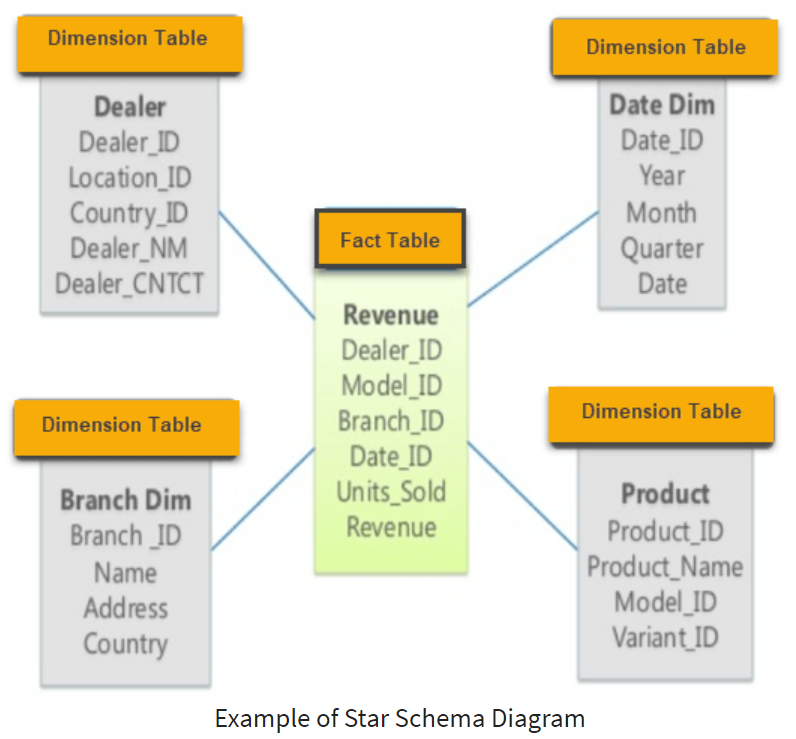 Dimension Table
Dealer
Dealer_ID
Location_ID
Country_ID
Dealer_NM
Dealer_CNTCT
Dimension Table
Date Dim
Date_ID
Year
Month
Quarter
Date
Fact Table
Revenue
Dealer_ID
Model_ID
Branch_ID
Date_ID
Units_Sold
Revenue
Dimension Table
Branch Dim
Branch _ID
Name
Address
Country
Dimension Table
Product
Product_ID
Product_Name
Model_ID
Variant_ID
Example of Star Schema Diagram